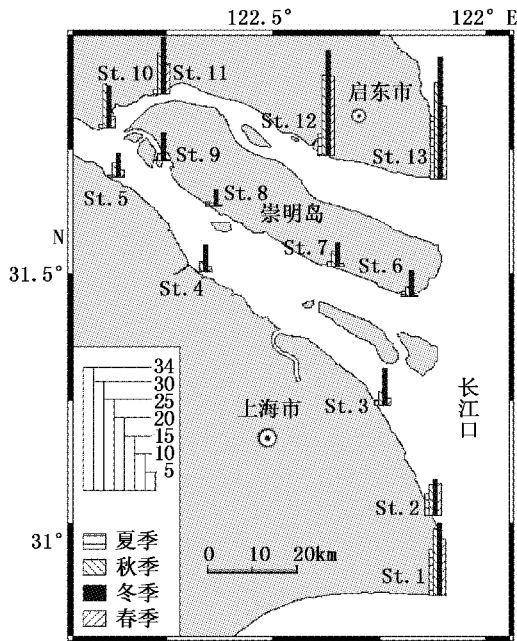 122.5° 122° E
St.10 St.11
启东市
St.12
St.9 St.13
St.5 St.8
崇明岛
N
31.5°
St.7 St.6
St.4
34
30
25
20
15
10
5
St.3
上海市
长江口
St.2
31°
夏季
秋季
冬季
春季
0 10 20km
St.1